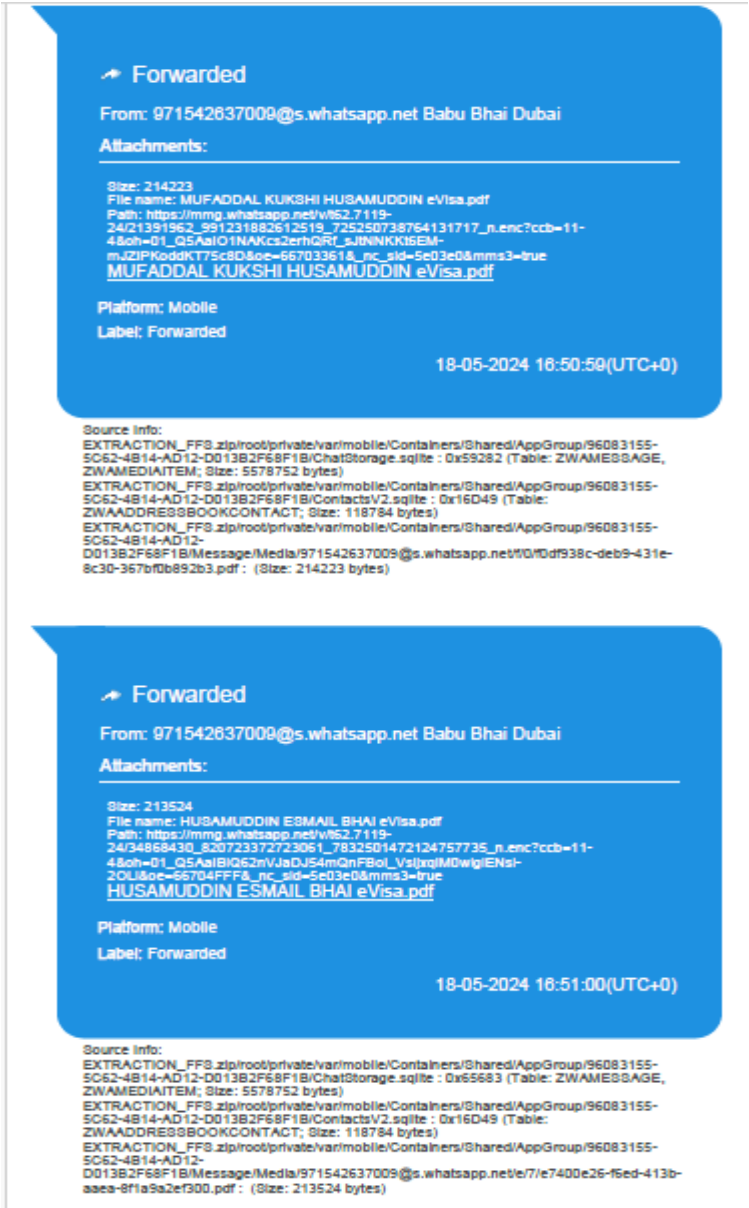 Forwarded
From: 971542637009@s.whatsapp.net Babu Bhai Dubai
Attachments:
Size: 214223
File name: MUFADDAL KUKSHI HUSAMUDDIN eVisa.pdf
Path: https://mmg.whatsapp.net/v/t62.7119-
24/21391962_991231882612519_725250738764131717_n.enc?ccb=11-
4&oh=01_Q5AaIO1NAKcs2erhQRf_sJtNNKKt6EM-
mJZIPKoddKT75c8D&oe=66703361&_nc_sid=5e03e0&mms3=true
MUFADDAL KUKSHI HUSAMUDDIN eVisa.pdf
Platform: Mobile
Label: Forwarded
18-05-2024 16:50:59(UTC+0)
Source Info:
EXTRACTION_FFS.zip/root/private/var/mobile/Containers/Shared/AppGroup/96083155-
5C62-4B14-AD12-D013B2F68F1B/ChatStorage.sqlite : 0x59282 (Table: ZWAMESSAGE,
ZWAMEDIAITEM; Size: 5578752 bytes)
EXTRACTION_FFS.zip/root/private/var/mobile/Containers/Shared/AppGroup/96083155-
5C62-4B14-AD12-D013B2F68F1B/ContactsV2.sqlite : 0x16D49 (Table:
ZWAADDRESSBOOKCONTACT; Size: 118784 bytes)
EXTRACTION_FFS.zip/root/private/var/mobile/Containers/Shared/AppGroup/96083155-
5C62-4B14-AD12-
D013B2F68F1B/Message/Media/971542637009@s.whatsapp.net/f/0/f0df938c-deb9-431e-
8c30-367bf0b892b3.pdf : (Size: 214223 bytes)
Forwarded
From: 971542637009@s.whatsapp.net Babu Bhai Dubai
Attachments:
Size: 213524
File name: HUSAMUDDIN ESMAIL BHAI eVisa.pdf
Path: https://mmg.whatsapp.net/v/t62.7119-
24/34868430_820723372723061_7832501472124757735_n.enc?ccb=11-
4&oh=01_Q5AaIBIQ62nVJaDJ54mQnFBol_VsIjxqIM0wIgIENsI-
2OLI&oe=66704FFF&_nc_sid=5e03e0&mms3=true
HUSAMUDDIN ESMAIL BHAI eVisa.pdf
Platform: Mobile
Label: Forwarded
18-05-2024 16:51:00(UTC+0)
Source Info:
EXTRACTION_FFS.zip/root/private/var/mobile/Containers/Shared/AppGroup/96083155-
5C62-4B14-AD12-D013B2F68F1B/ChatStorage.sqlite : 0x65683 (Table: ZWAMESSAGE,
ZWAMEDIAITEM; Size: 5578752 bytes)
EXTRACTION_FFS.zip/root/private/var/mobile/Containers/Shared/AppGroup/96083155-
5C62-4B14-AD12-D013B2F68F1B/ContactsV2.sqlite : 0x16D49 (Table:
ZWAADDRESSBOOKCONTACT; Size: 118784 bytes)
EXTRACTION_FFS.zip/root/private/var/mobile/Containers/Shared/AppGroup/96083155-
5C62-4B14-AD12-
D013B2F68F1B/Message/Media/971542637009@s.whatsapp.net/e/7/e7400e26-f6ed-413b-
aaea-8f1a9a2ef300.pdf : (Size: 213524 bytes)